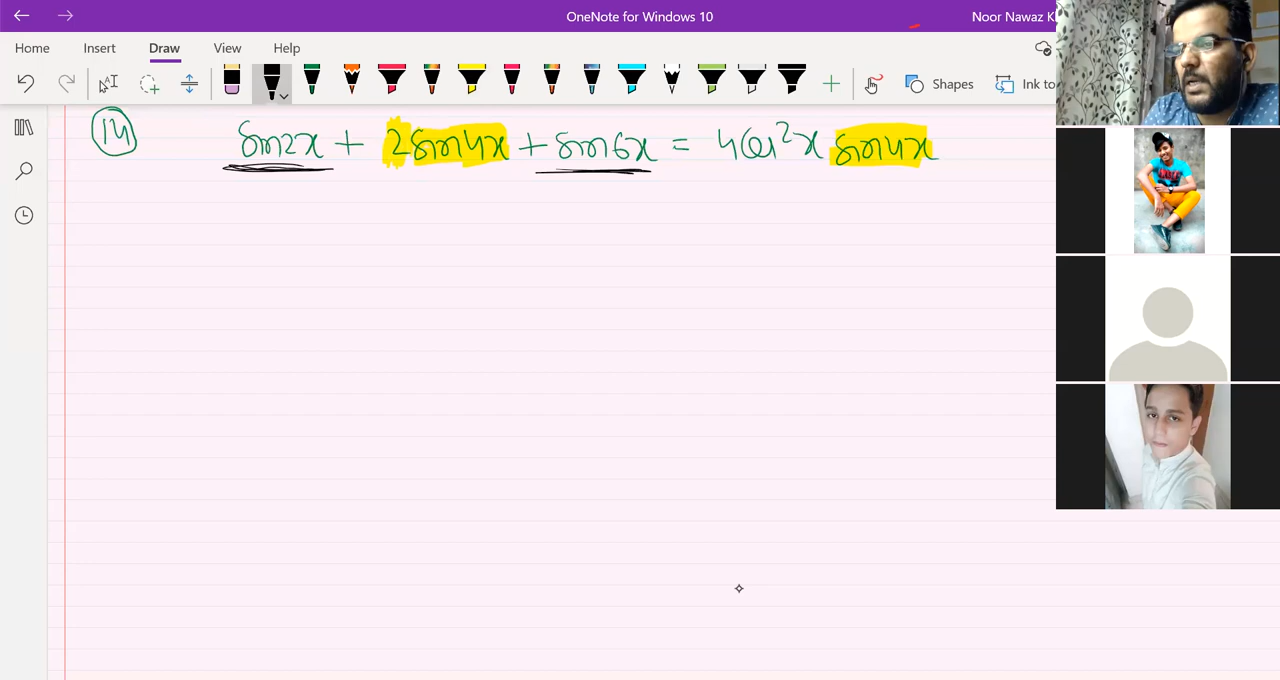 OneNote for Windows 10
Noor Nawaz K
Home Insert Draw View Help
Shapes Ink to
14 sin2x + 2sin4x + sin6x = 4cos²x sin4x